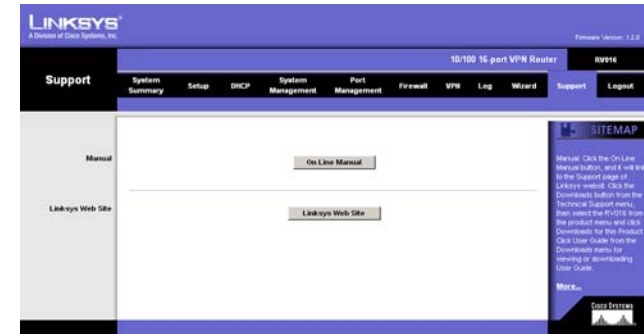 LINKSYS®
A Division of Cisco Systems, Inc.
Firmware Version: 1.2.0
10/100 16-port VPN Router
RV016
Support
System Summary
Setup
DHCP
System Management
Port Management
Firewall
VPN
Log
Wizard
Support
Logout
SITEMAP
Manual
On Line Manual
Linksys Web Site
Linksys Web Site
Manual: Click the On Line
Manual button, and it will link
to the Support page of
Linksys websit. Click the
Downloads button from the
Technical Support menu,
then select the RV016 from
the product menu and click
Downloads for this Product.
Click User Guide from the
Downloads menu for
viewing or downloading
User Guide.
More...
CISCO SYSTEMS